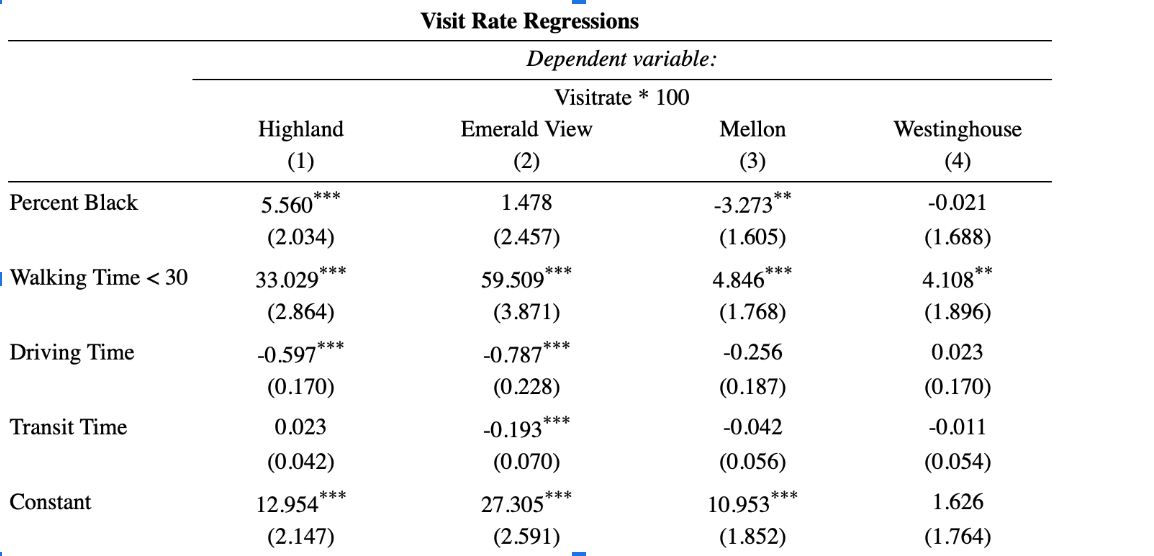 Visit Rate Regressions
Dependent variable:
Visitrate * 100
Highland Emerald View Mellon Westinghouse
(1) (2) (3) (4)
Percent Black 5.560*** 1.478 -3.273** -0.021
(2.034) (2.457) (1.605) (1.688)
Walking Time < 30 33.029*** 59.509*** 4.846*** 4.108**
(2.864) (3.871) (1.768) (1.896)
Driving Time -0.597*** -0.787*** -0.256 0.023
(0.170) (0.228) (0.187) (0.170)
Transit Time 0.023 -0.193*** -0.042 -0.011
(0.042) (0.070) (0.056) (0.054)
Constant 12.954*** 27.305*** 10.953*** 1.626
(2.147) (2.591) (1.852) (1.764)